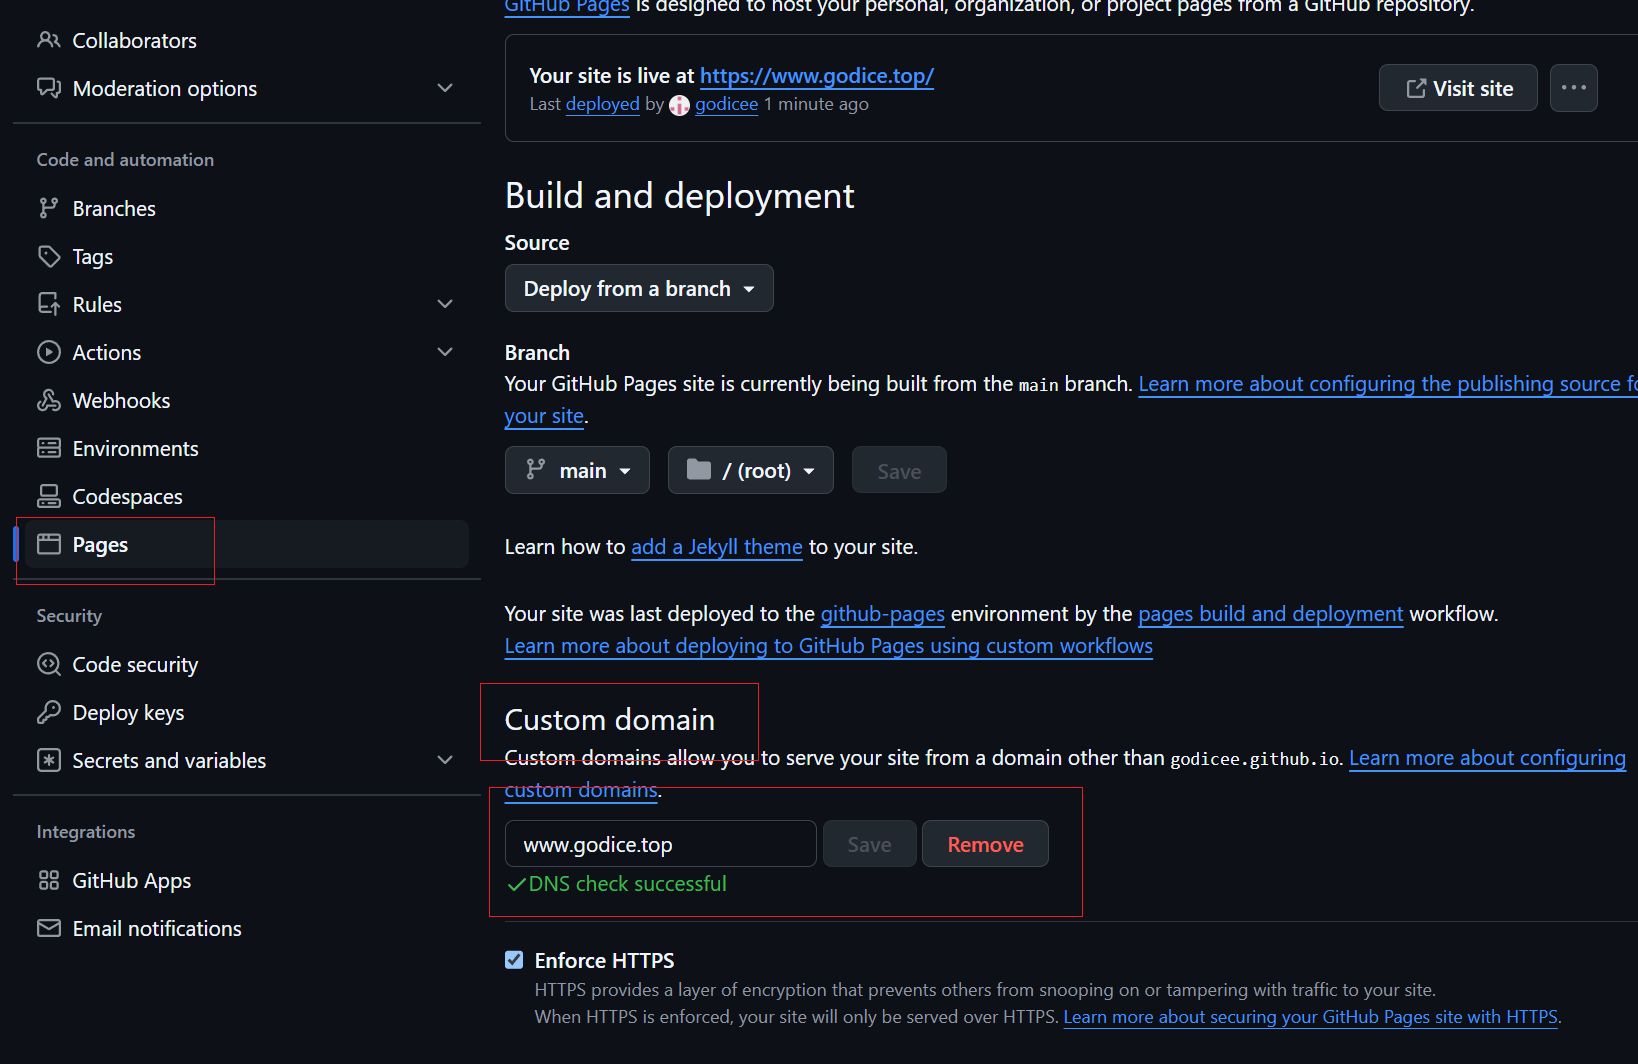 Collaborators
Moderation options
Code and automation
Branches
Tags
Rules
Actions
Webhooks
Environments
Codespaces
Pages
Security
Code security
Deploy keys
Secrets and variables
Integrations
GitHub Apps
Email notifications
GitHub Pages is designed to host your personal, organization, or project pages from a GitHub repository.
Your site is live at https://www.godice.top/
Last deployed by godicee 1 minute ago
Visit site
Build and deployment
Source
Deploy from a branch
Branch
Your GitHub Pages site is currently being built from the main branch. Learn more about configuring the publishing source fo
your site.
main / (root) Save
Learn how to add a Jekyll theme to your site.
Your site was last deployed to the github-pages environment by the pages build and deployment workflow.
Learn more about deploying to GitHub Pages using custom workflows
Custom domain
Custom domains allow you to serve your site from a domain other than godicee.github.io. Learn more about configuring
custom domains.
www.godice.top Save Remove
DNS check successful
Enforce HTTPS
HTTPS provides a layer of encryption that prevents others from snooping on or tampering with traffic to your site.
When HTTPS is enforced, your site will only be served over HTTPS. Learn more about securing your GitHub Pages site with HTTPS.